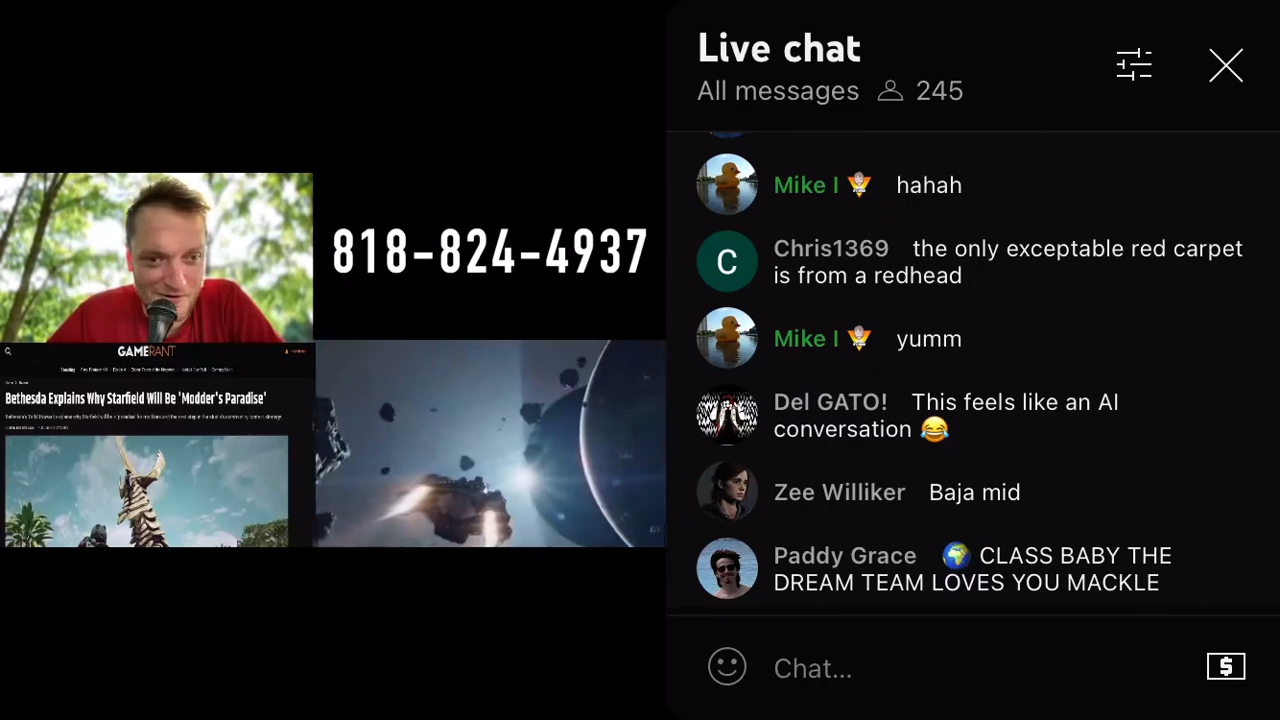 Live chat
All messages 245
Mike I hahah
Chris1369 the only exceptable red carpet
is from a redhead
Mike I yumm
Del GATO! This feels like an AI
conversation 😂
Zee Williker Baja mid
Paddy Grace 🌍 CLASS BABY THE
DREAM TEAM LOVES YOU MACKLE
Chat...
$
C
818-824-4937
GAMERANT
Bethesda Explains Why Starfield Will Be 'Modder's Paradise'